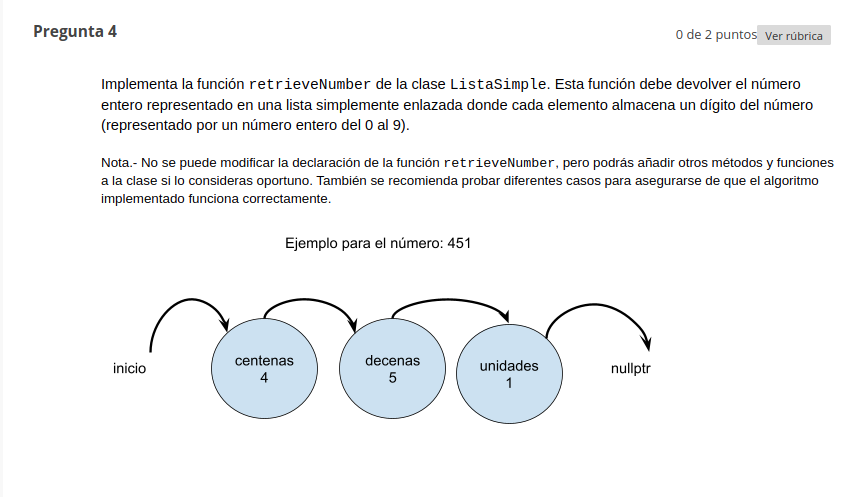 Pregunta 4
0 de 2 puntos Ver rúbrica
Implementa la función retrieveNumber de la clase ListaSimple. Esta función debe devolver el número
entero representado en una lista simplemente enlazada donde cada elemento almacena un dígito del número
(representado por un número entero del 0 al 9).
Nota.- No se puede modificar la declaración de la función retrieveNumber, pero podrás añadir otros métodos y funciones
a la clase si lo consideras oportuno. También se recomienda probar diferentes casos para asegurarse de que el algoritmo
implementado funciona correctamente.
Ejemplo para el número: 451
inicio
centenas
4
decenas
5
unidades
1
nullptr